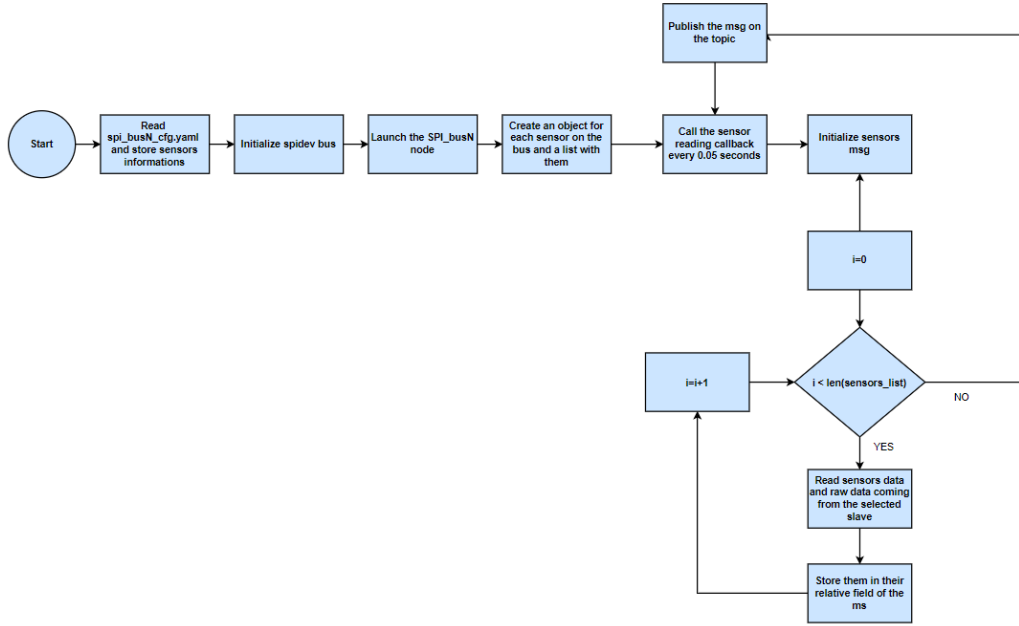 Publish the msg on
the topic
Start
Read
spi_busN_cfg.yaml
and store sensors
informations
Initialize spidev bus
Launch the SPI_busN
node
Create an object for
each sensor on the
bus and a list with
them
Call the sensor
reading callback
every 0.05 seconds
Initialize sensors
msg
i=0
i=i+1
i < len(sensors_list)
NO
YES
Read sensors data
and raw data coming
from the selected
slave
Store them in their
relative field of the
ms